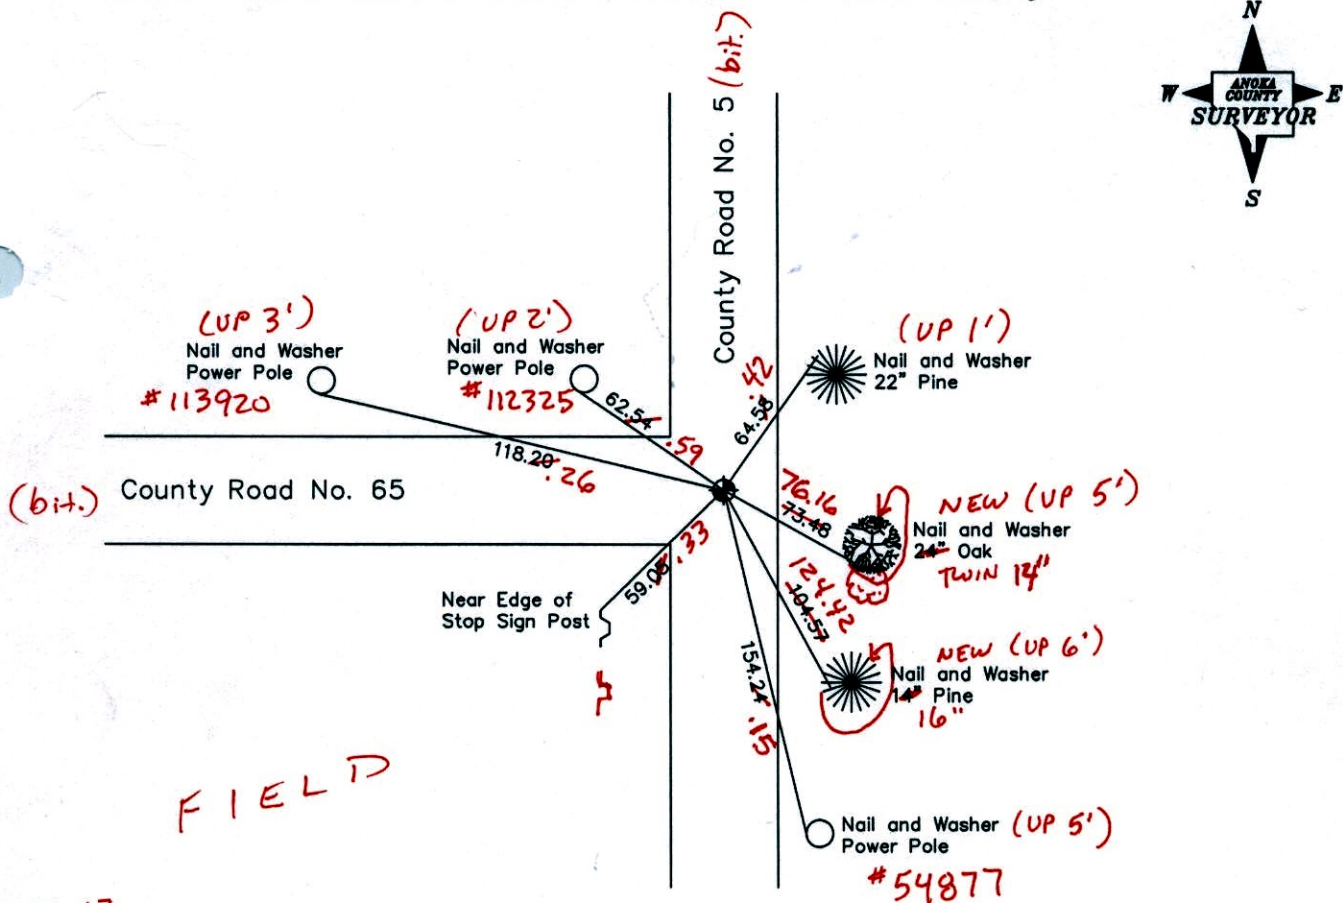 N
W
E
ANOKA
COUNTY
SURVEYOR
S
County Road No. 5 (bit.)
(UP 3')
Nail and Washer
Power Pole
#113920
(UP 2')
Nail and Washer
Power Pole
#112325
(UP 1')
Nail and Washer
22" Pine
62.54
.59
64.58
.42
118.20
.26
(bit.) County Road No. 65
76.16
73.48
NEW (UP 5')
Nail and Washer
24" Oak
TWIN 14"
59.05
.33
124.42
104.57
Near Edge of
Stop Sign Post
154.24
.15
NEW (UP 6')
Nail and Washer
14" Pine
16"
FIELD
Nail and Washer (UP 5')
Power Pole
#54877